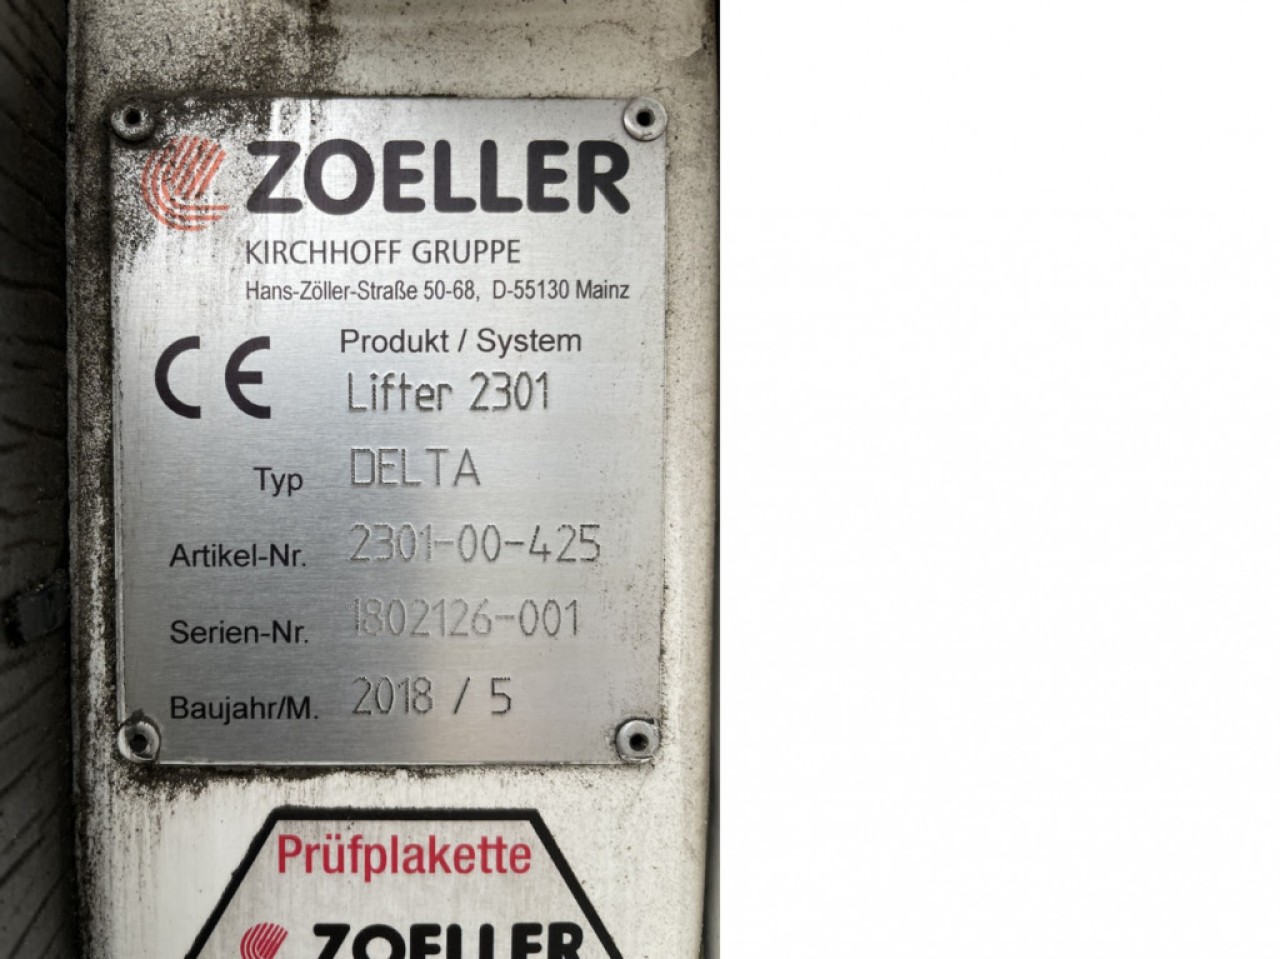 ZOELLER
KIRCHHOFF GRUPPE
Hans-Zöller-Straße 50-68, D-55130 Mainz
CE
Produkt / System
Lifter 2301
Typ DELTA
Artikel-Nr. 2301-00-425
Serien-Nr. 1802126-001
Baujahr/M. 2018 / 5
Prüfplakette
ZOELLER